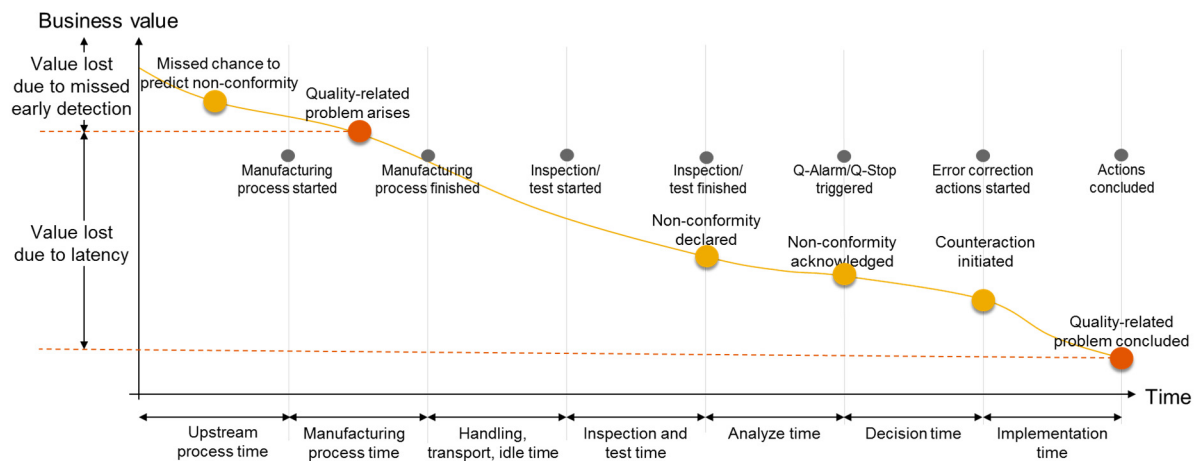 Business value
Value lost
due to missed
early detection
Missed chance to
predict non-conformity
Quality-related
problem arises
Manufacturing
process started
Manufacturing
process finished
Inspection/
test started
Inspection/
test finished
Q-Alarm/Q-Stop
triggered
Error correction
actions started
Actions
concluded
Value lost
due to latency
Non-conformity
declared
Non-conformity
acknowledged
Counteraction
initiated
Quality-related
problem concluded
Time
Upstream
process time
Manufacturing
process time
Handling,
transport, idle time
Inspection and
test time
Analyze time
Decision time
Implementation
time